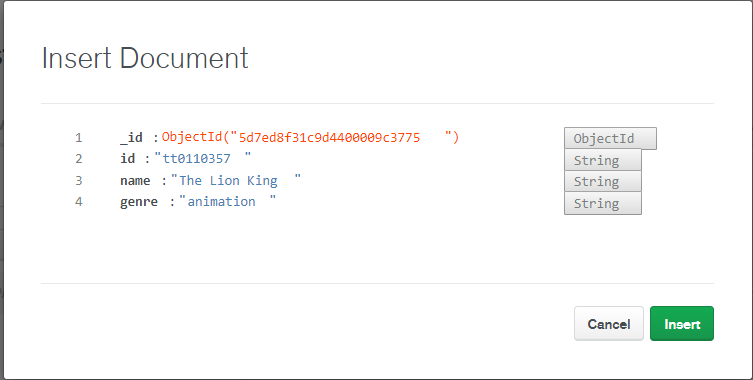 Insert Document
1 _id :ObjectId("5d7ed8f31c9d4400009c3775 ") ObjectId
2 id :"tt0110357 " String
3 name :"The Lion King " String
4 genre :"animation " String
Cancel Insert